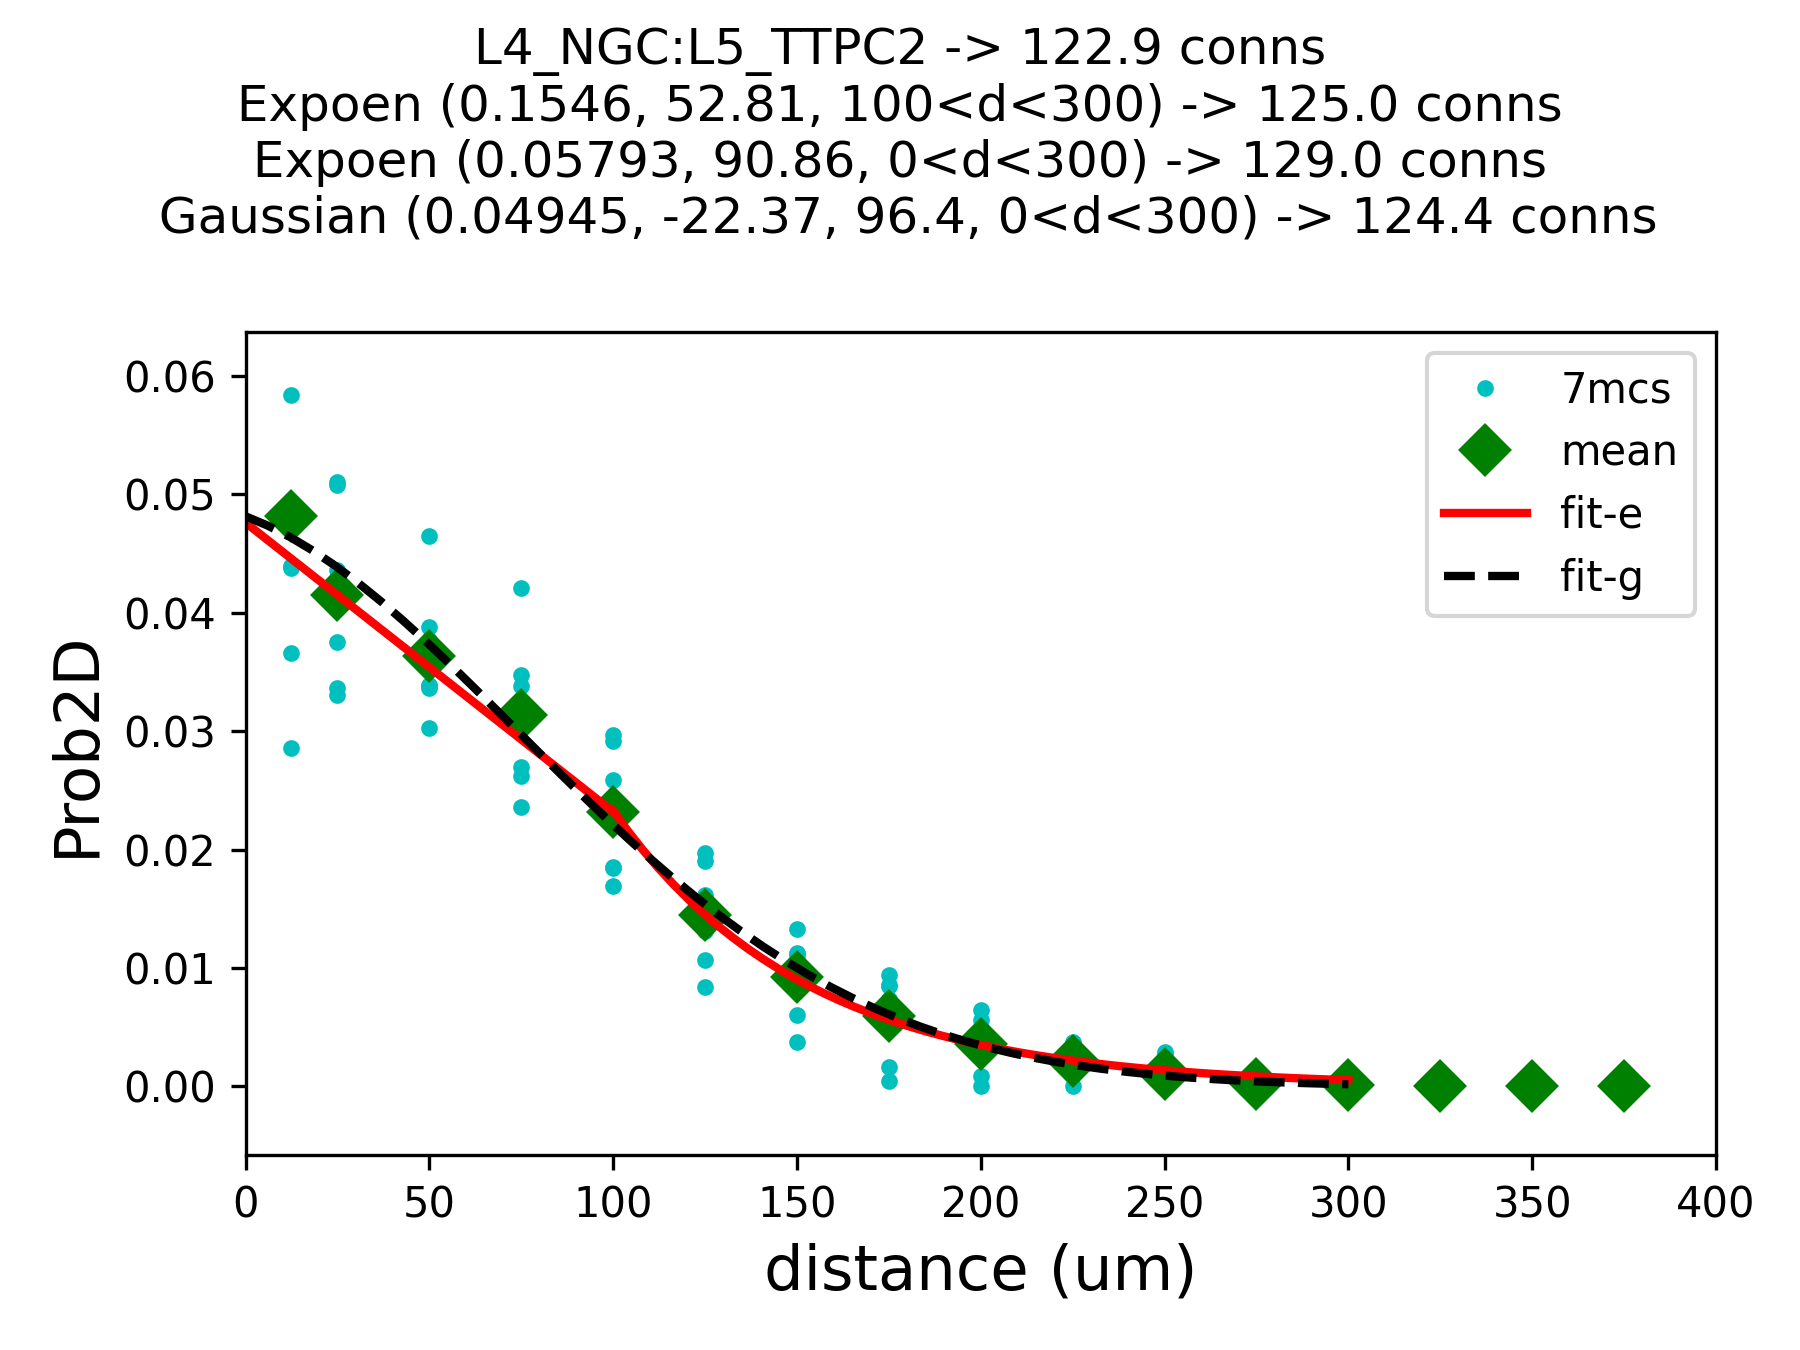 L4_NGC:L5_TTPC2 -> 122.9 conns
Expoen (0.1546, 52.81, 100<d<300) -> 125.0 conns
Expoen (0.05793, 90.86, 0<d<300) -> 129.0 conns
Gaussian (0.04945, -22.37, 96.4, 0<d<300) -> 124.4 conns
7mcs
mean
fit-e
fit-g
0.06
0.05
0.04
0.03
0.02
0.01
0.00
Prob2D
0 50 100 150 200 250 300 350 400
distance (um)